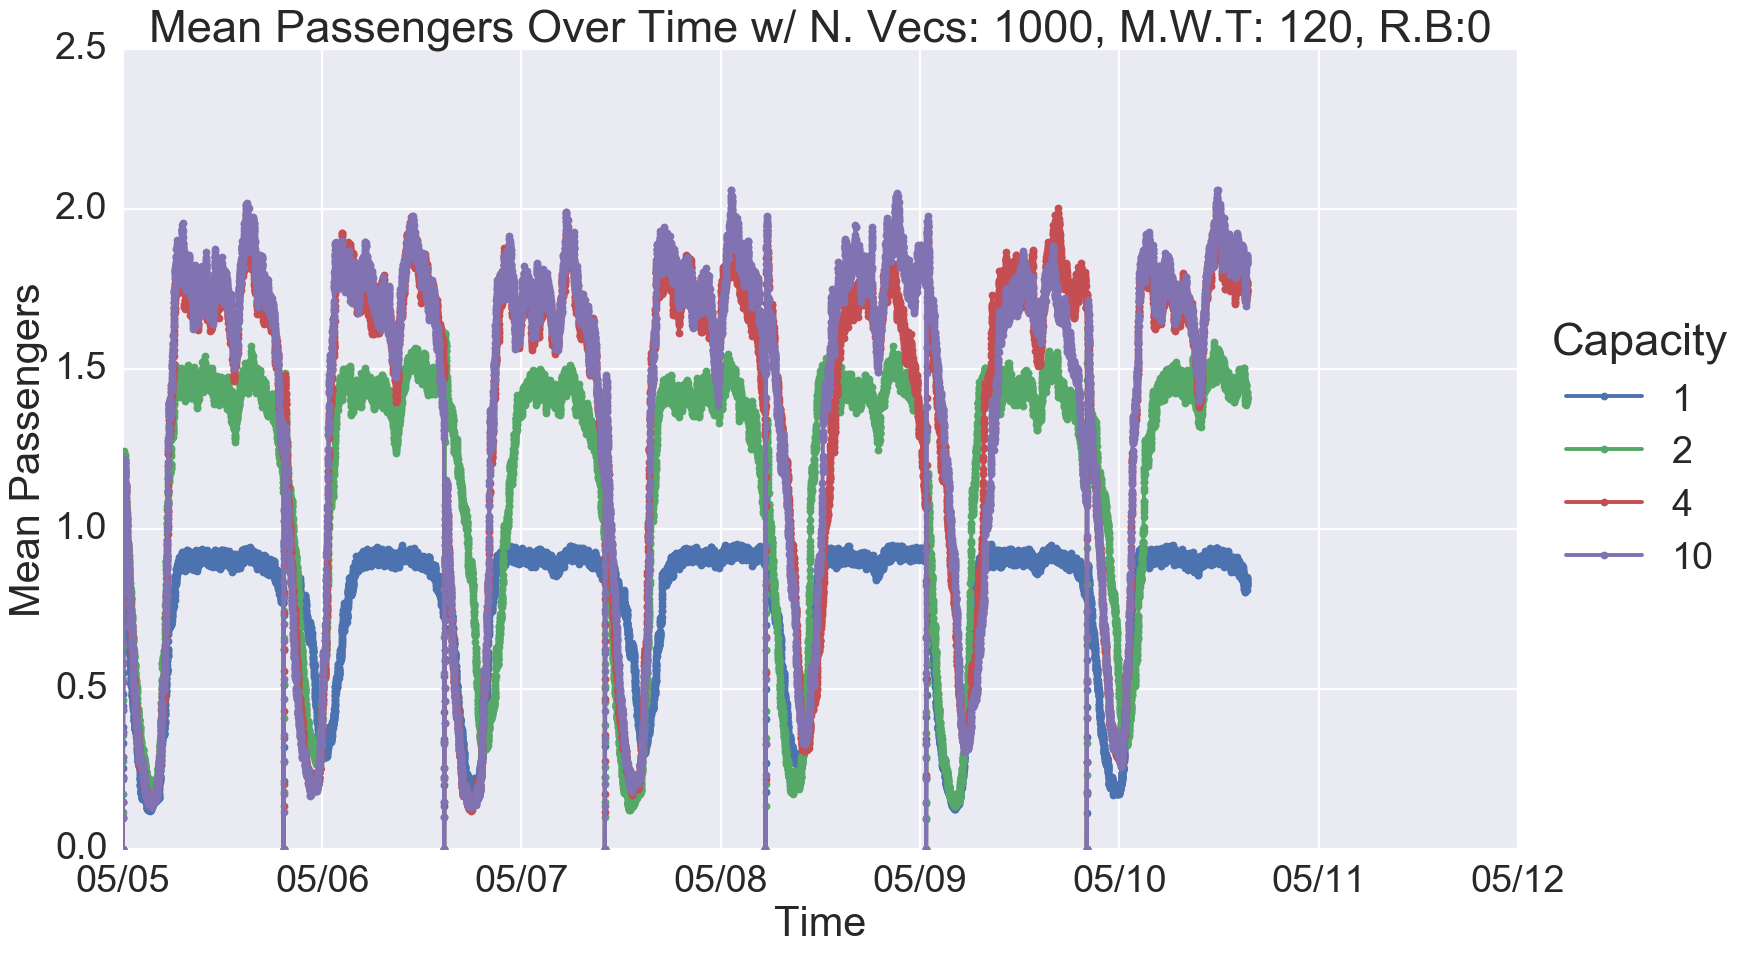 Mean Passengers Over Time w/ N. Vecs: 1000, M.W.T: 120, R.B:0
Mean Passengers
2.5
2.0
1.5
1.0
0.5
0.0
05/05 05/06 05/07 05/08 05/09 05/10 05/11 05/12
Time
Capacity
1
2
4
10